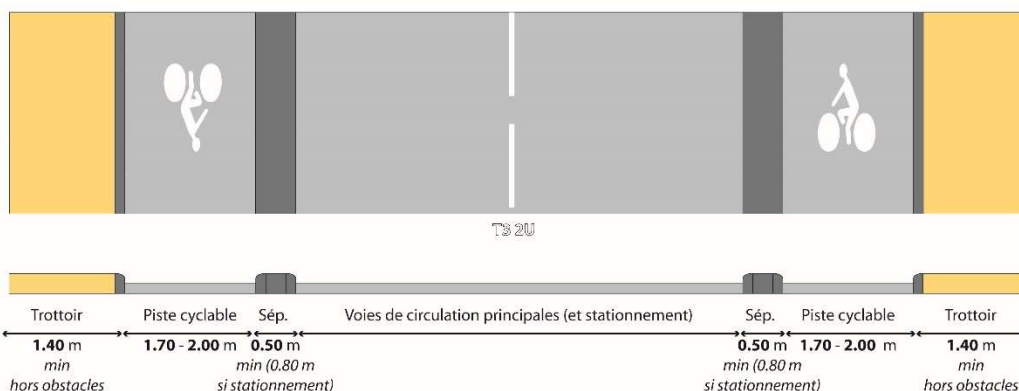 T3 2U
Trottoir Piste cyclable Sép. Voies de circulation principales (et stationnement) Sép. Piste cyclable Trottoir
1.40 m 1.70 - 2.00 m 0.50 m 0.50 m 1.70 - 2.00 m 1.40 m
min min (0.80 m min (0.80 m min
hors obstacles si stationnement) si stationnement) hors obstacles